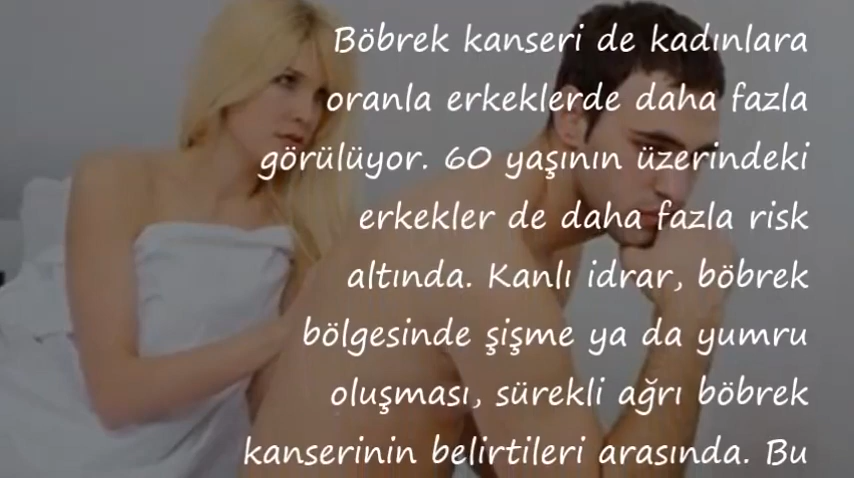 Böbrek kanseri de kadınlara
oranla erkeklerde daha fazla
görülüyor. 60 yaşının üzerindeki
erkekler de daha fazla risk
altında. Kanlı idrar, böbrek
bölgesinde şişme ya da yumru
oluşması, sürekli ağrı böbrek
kanserinin belirtileri arasında. Bu